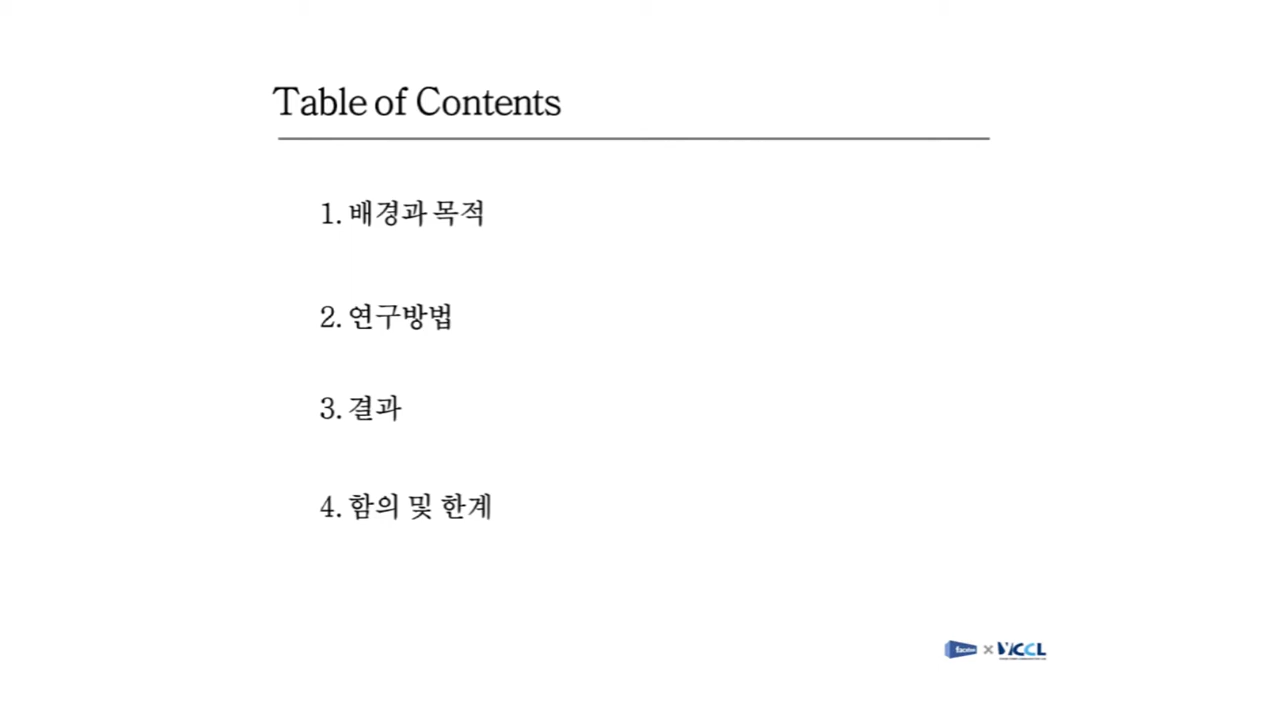 Table of Contents
1. 배경과 목적
2. 연구방법
3. 결과
4. 함의 및 한계
×